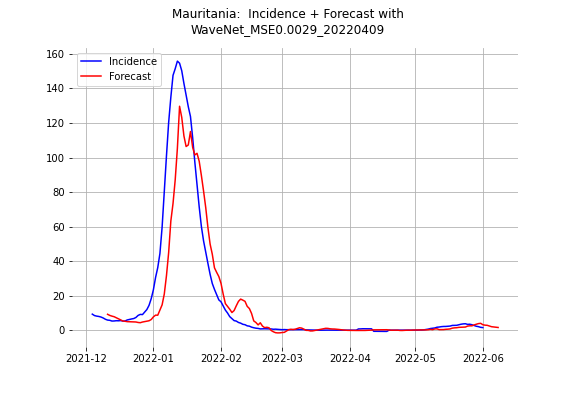 Mauritania:  Incidence + Forecast with
WaveNet_MSE0.0029_20220409
160
140
120
100
80
60
40
20
0
Incidence
Forecast
2021-12 2022-01 2022-02 2022-03 2022-04 2022-05 2022-06